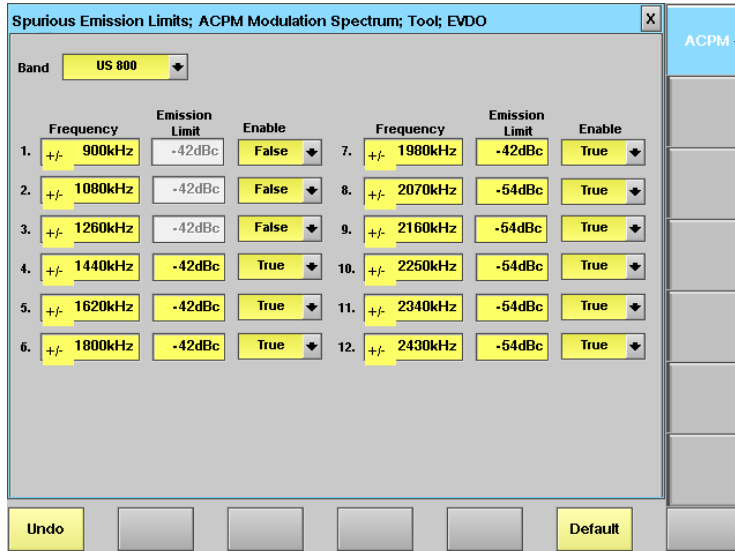 Spurious Emission Limits; ACPM Modulation Spectrum; Tool; EVDO X
ACPM
Band US 800
Frequency Emission Limit Enable Frequency Emission Limit Enable
1. +/- 900kHz -42dBc False 7. +/- 1980kHz -42dBc True
2. +/- 1080kHz -42dBc False 8. +/- 2070kHz -54dBc True
3. +/- 1260kHz -42dBc False 9. +/- 2160kHz -54dBc True
4. +/- 1440kHz -42dBc True 10. +/- 2250kHz -54dBc True
5. +/- 1620kHz -42dBc True 11. +/- 2340kHz -54dBc True
6. +/- 1800kHz -42dBc True 12. +/- 2430kHz -54dBc True
Undo Default